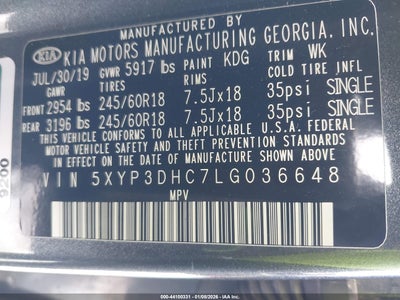 MANUFACTURED BY
KIA KIA MOTORS MANUFACTURING GEORGIA, INC.
JUL/30/19 GVWR 5917 lbs PAINT KDG TRIM WK
GAWR TIRES RIMS COLD TIRE INFL
FRONT 2954 lbs 245/60R18 7.5Jx18 35psi SINGLE
REAR 3196 lbs 245/60R18 7.5Jx18 35psi SINGLE
THIS VEHICLE CONFORMS TO ALL APPLICABLE U.S.A. FEDERAL
MOTOR VEHICLE SAFETY AND THEFT PREVENTION STANDARDS
IN EFFECT ON THE DATE OF MANUFACTURE SHOWN ABOVE.
VIN 5XYP3DHC7LG036648
MPV
000-44100331 - 01/09/2026 - IAA Inc.